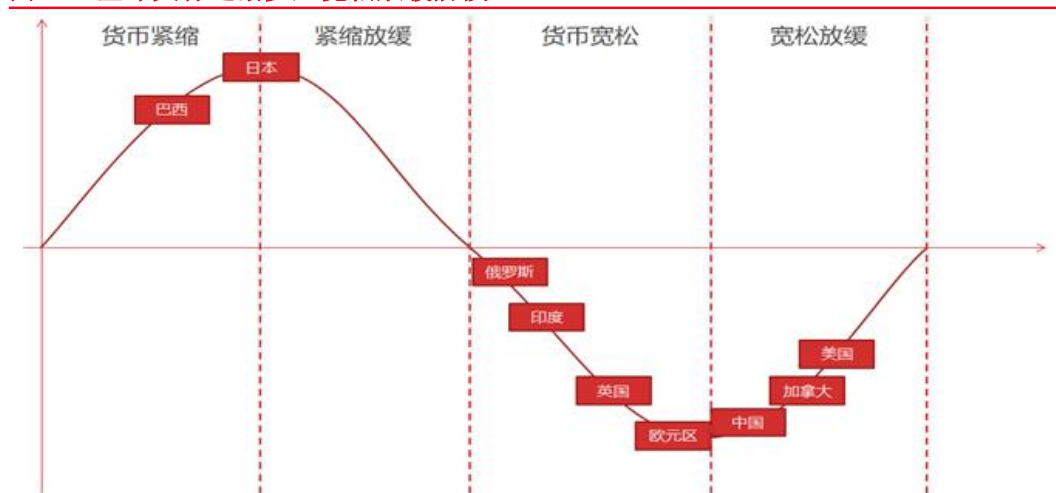 货币紧缩 紧缩放缓 货币宽松 宽松放缓
日本
巴西
俄罗斯
印度
美国
英国
加拿大
中国
欧元区